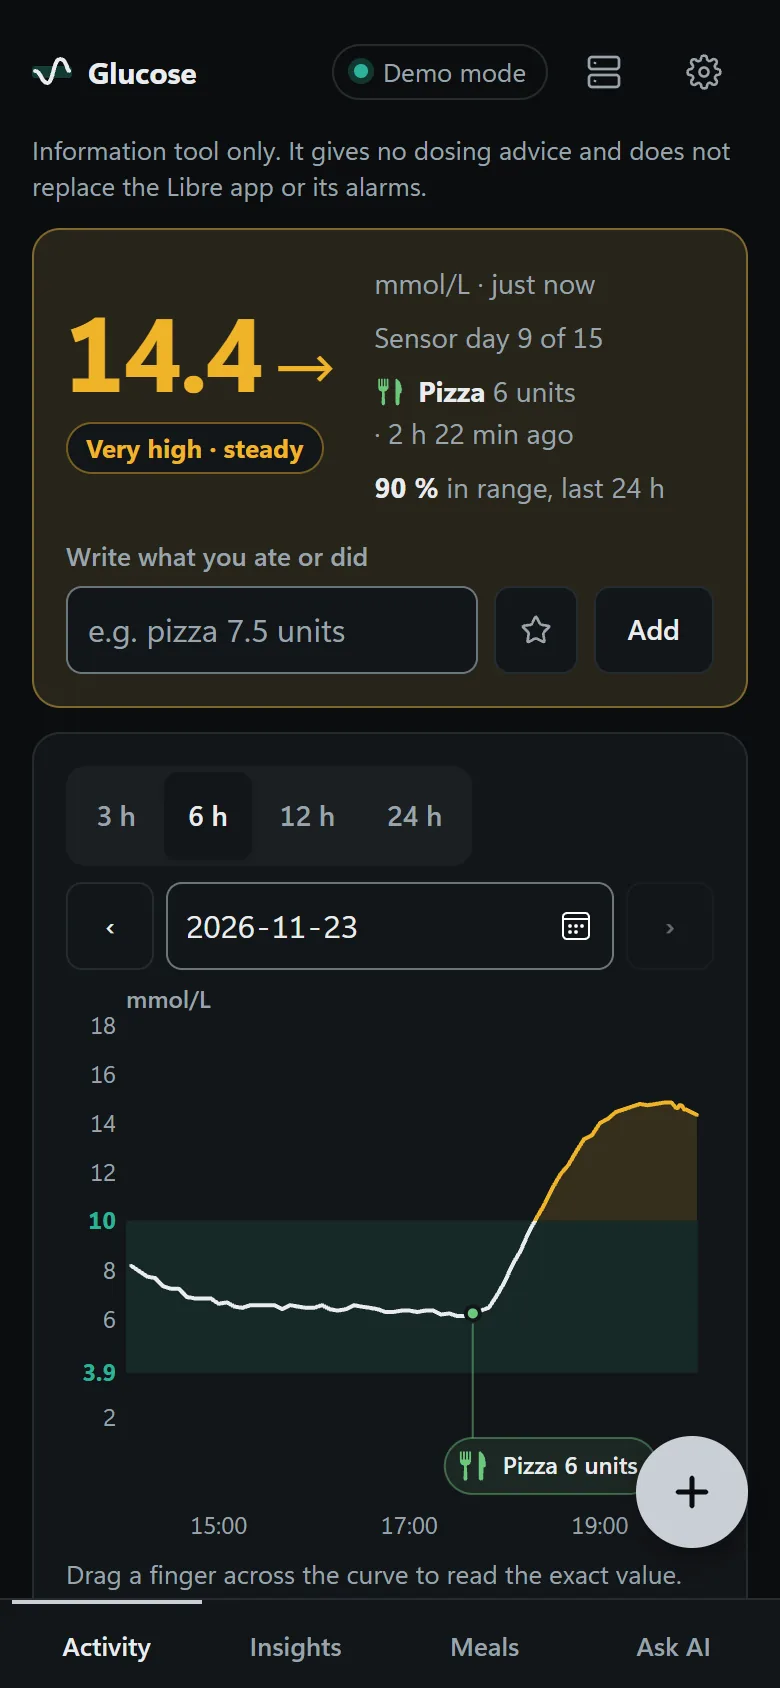 Glucose
Demo mode
Information tool only. It gives no dosing advice and does not
replace the Libre app or its alarms.
14.4→
Very high · steady
mmol/L · just now
Sensor day 9 of 15
Pizza 6 units
· 2 h 22 min ago
90 % in range, last 24 h
Write what you ate or did
e.g. pizza 7.5 units
Add
3 h 6 h 12 h 24 h
‹ 2026-11-23 ›
mmol/L
18
16
14
12
10
8
6
3.9
2
Pizza 6 units
+
15:00 17:00 19:00
Drag a finger across the curve to read the exact value.
Activity Insights Meals Ask AI